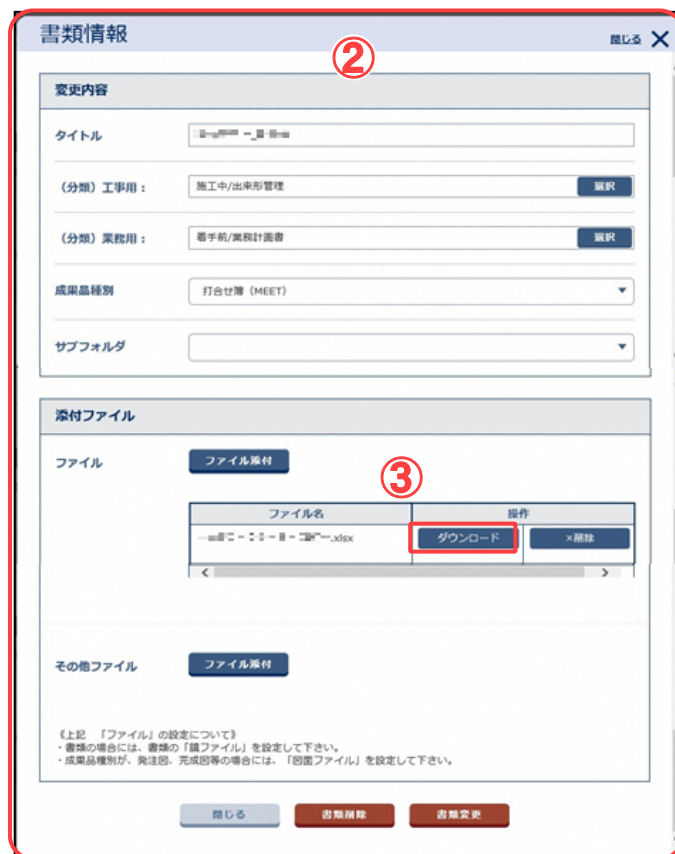 書類情報
閉じる ×
②
変更内容
タイトル
（分類）工事用： 施工中/出来形管理 選択
（分類）業務用： 着手前/業務計画書 選択
成果品種別 打合せ簿（MEET）
サブフォルダ
添付ファイル
ファイル ファイル添付
③
ファイル名 操作
.xlsx ダウンロード ×削除
その他ファイル ファイル添付
《上記 「ファイル」の設定について》
・書類の場合には、書類の「鑑ファイル」を設定して下さい。
・成果品種別が、発注図、完成図等の場合には、「図面ファイル」を設定して下さい。
閉じる 書類削除 書類変更